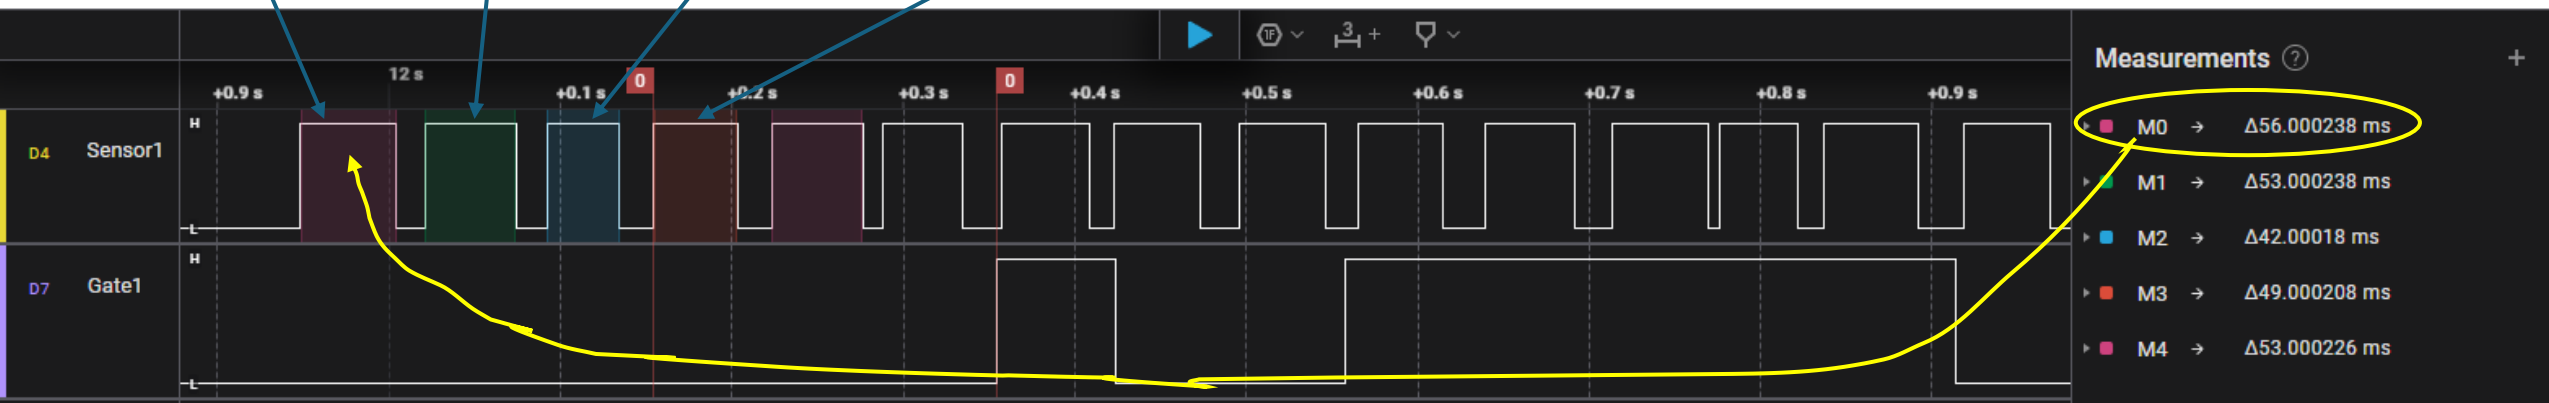 3 +
Measurements ? +
12 s
+0.9 s +0.1 s 0 +0.2 s +0.3 s 0 +0.4 s +0.5 s +0.6 s +0.7 s +0.8 s +0.9 s
D4 Sensor1 H L
D7 Gate1 H L
M0 → Δ56.000238 ms
M1 → Δ53.000238 ms
M2 → Δ42.00018 ms
M3 → Δ49.000208 ms
M4 → Δ53.000226 ms